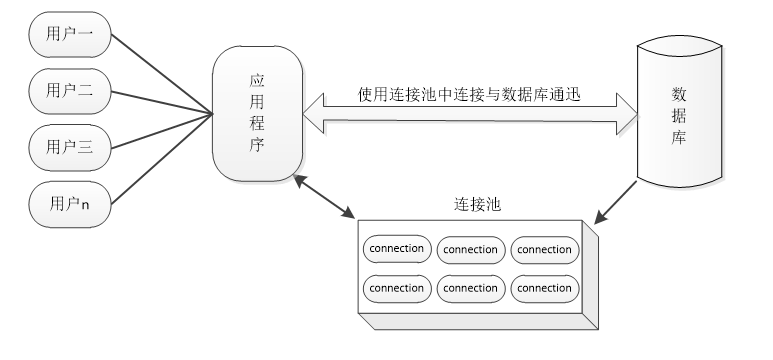 用户一
用户二
用户三
用户n
应用程序
使用连接池中连接与数据库通迅
数据库
连接池
connection
connection
connection
connection
connection
connection